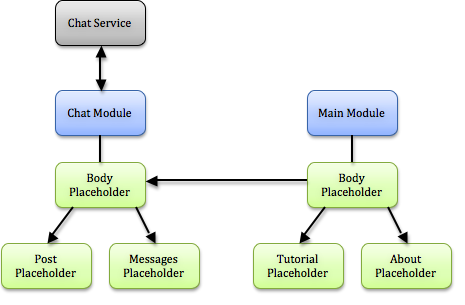 Chat Service
Chat Module
Main Module
Body
Placeholder
Body
Placeholder
Post
Placeholder
Messages
Placeholder
Tutorial
Placeholder
About
Placeholder